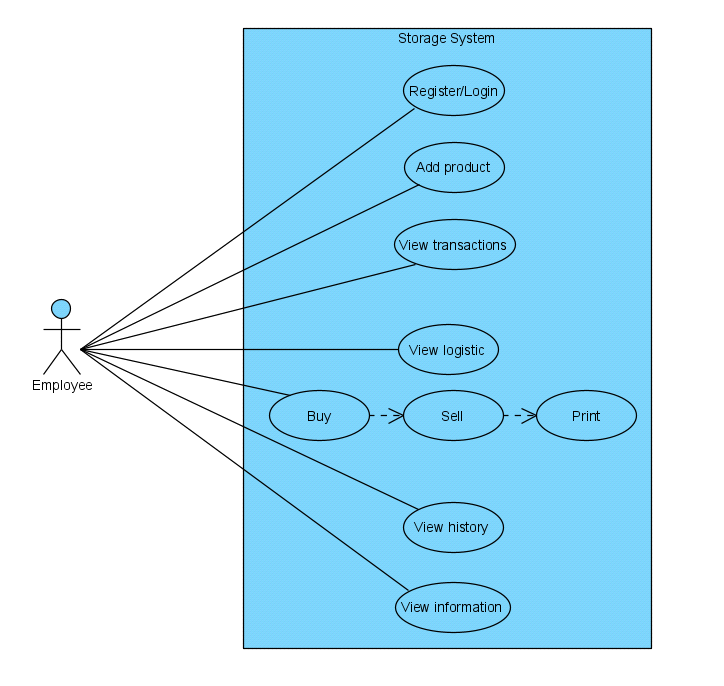 Storage System
Register/Login
Add product
View transactions
View logistic
Employee
Buy
Sell
Print
View history
View information